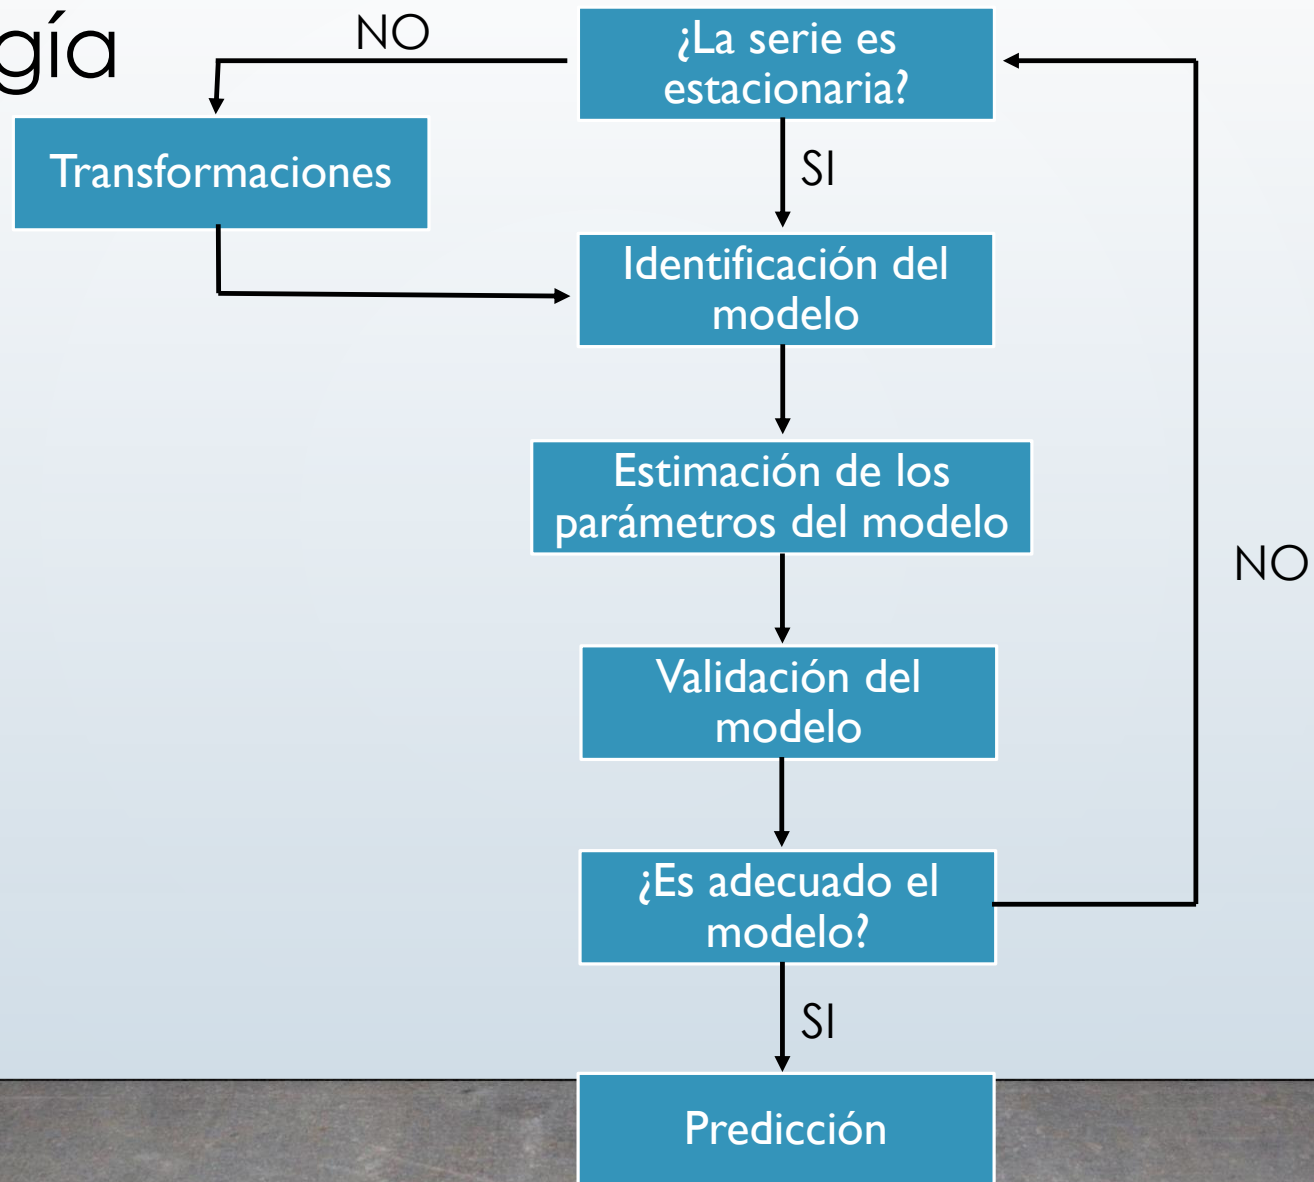 gía
NO
¿La serie es
estacionaria?
Transformaciones
SI
Identificación del
modelo
Estimación de los
parámetros del modelo
NO
Validación del
modelo
¿Es adecuado el
modelo?
SI
Predicción